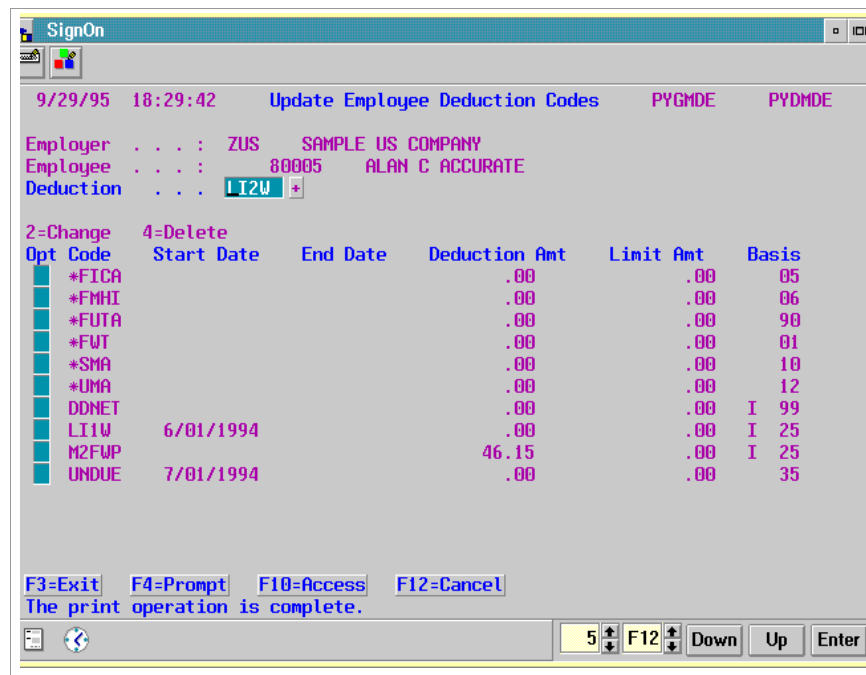 SignOn
9/29/95 18:29:42 Update Employee Deduction Codes PYGMDE PYDMDE
Employer . . . : ZUS SAMPLE US COMPANY
Employee . . . : 80005 ALAN C ACCURATE
Deduction . . . LI2W +
2=Change 4=Delete
Opt Code Start Date End Date Deduction Amt Limit Amt Basis
*FICA .00 .00 05
*FMHI .00 .00 06
*FUTA .00 .00 90
*FWT .00 .00 01
*SMA .00 .00 10
*UMA .00 .00 12
DDNET .00 .00 I 99
LI1W 6/01/1994 .00 .00 I 25
M2FWP 46.15 .00 I 25
UNDUE 7/01/1994 .00 .00 35
F3=Exit F4=Prompt F10=Access F12=Cancel
The print operation is complete.
5 F12 Down Up Enter